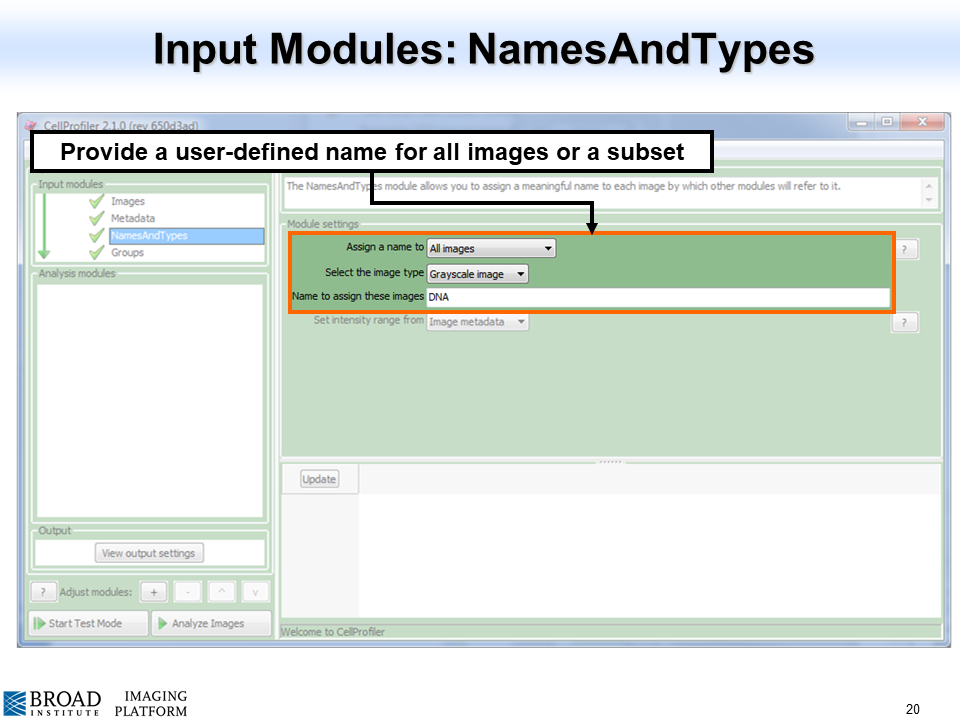 Input Modules: NamesAndTypes
CellProfiler 2.1.0 (rev 650d3ad)
Provide a user-defined name for all images or a subset
Input modules
Images
Metadata
NamesAndTypes
Groups
The NamesAndTypes module allows you to assign a meaningful name to each image by which other modules will refer to it.
Module settings
Assign a name to All images
?
Select the image type Grayscale image
Name to assign these images DNA
Set intensity range from Image metadata
?
Analysis modules
Update
Output
View output settings
? Adjust modules: + - ^ v
Start Test Mode
Analyze Images
Welcome to CellProfiler
BROAD
INSTITUTE
IMAGING
PLATFORM
20